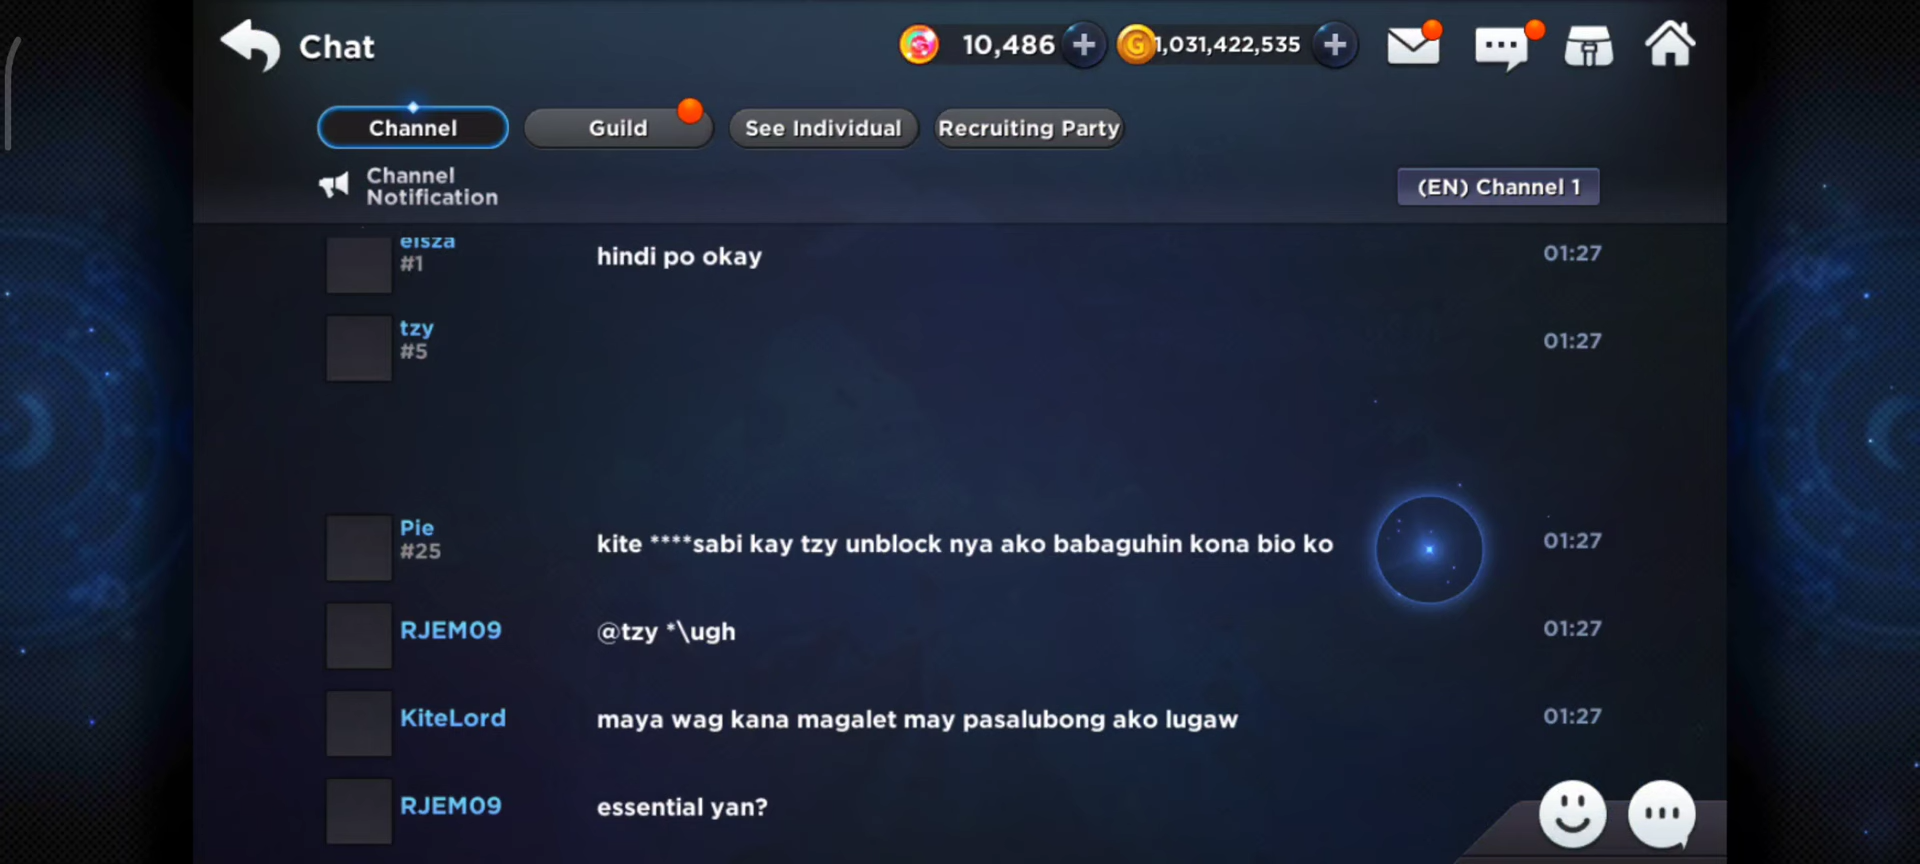 Chat
10,486
1,031,422,535
Channel
Guild
See Individual
Recruiting Party
Channel
Notification
(EN) Channel 1
elsza
#1
hindi po okay
01:27
tzy
#5
01:27
Pie
#25
kite ****sabi kay tzy unblock nya ako babaguhin kona bio ko
01:27
RJEM09
@tzy *\ugh
01:27
KiteLord
maya wag kana magalet may pasalubong ako lugaw
01:27
RJEM09
essential yan?